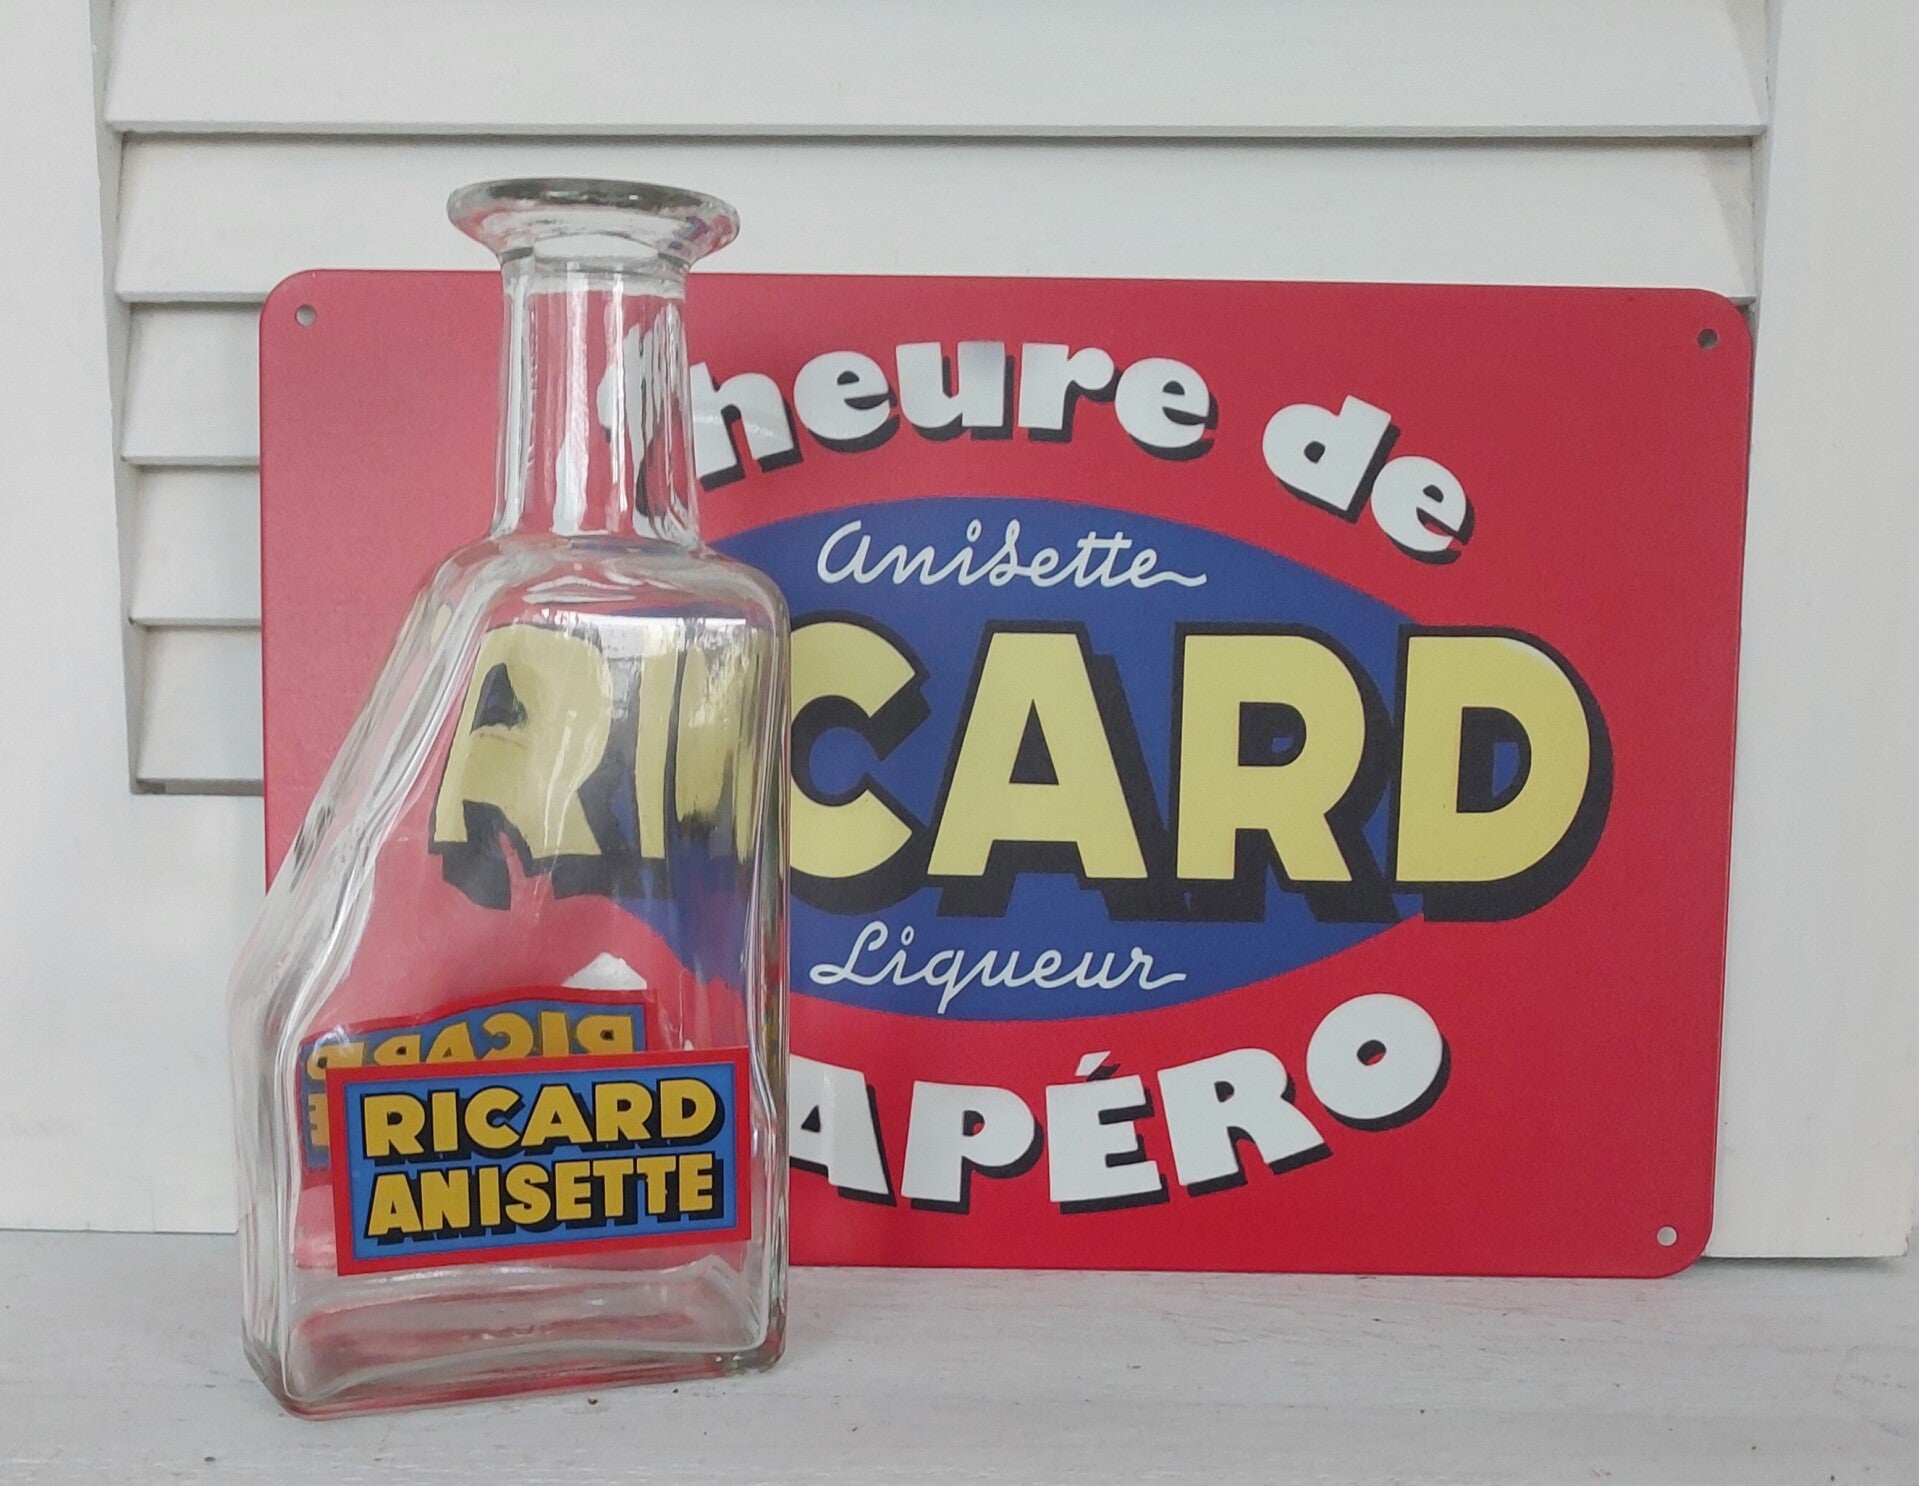 heure de
Anisette
RICARD
Liqueur
APÉRO
RICARD
ANISETTE